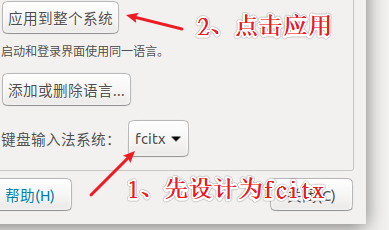 应用到整个系统
2、点击应用
启动和登录界面使用同一语言。
添加或删除语言...
键盘输入法系统： fcitx
1、先设计为fcitx
帮助(H)